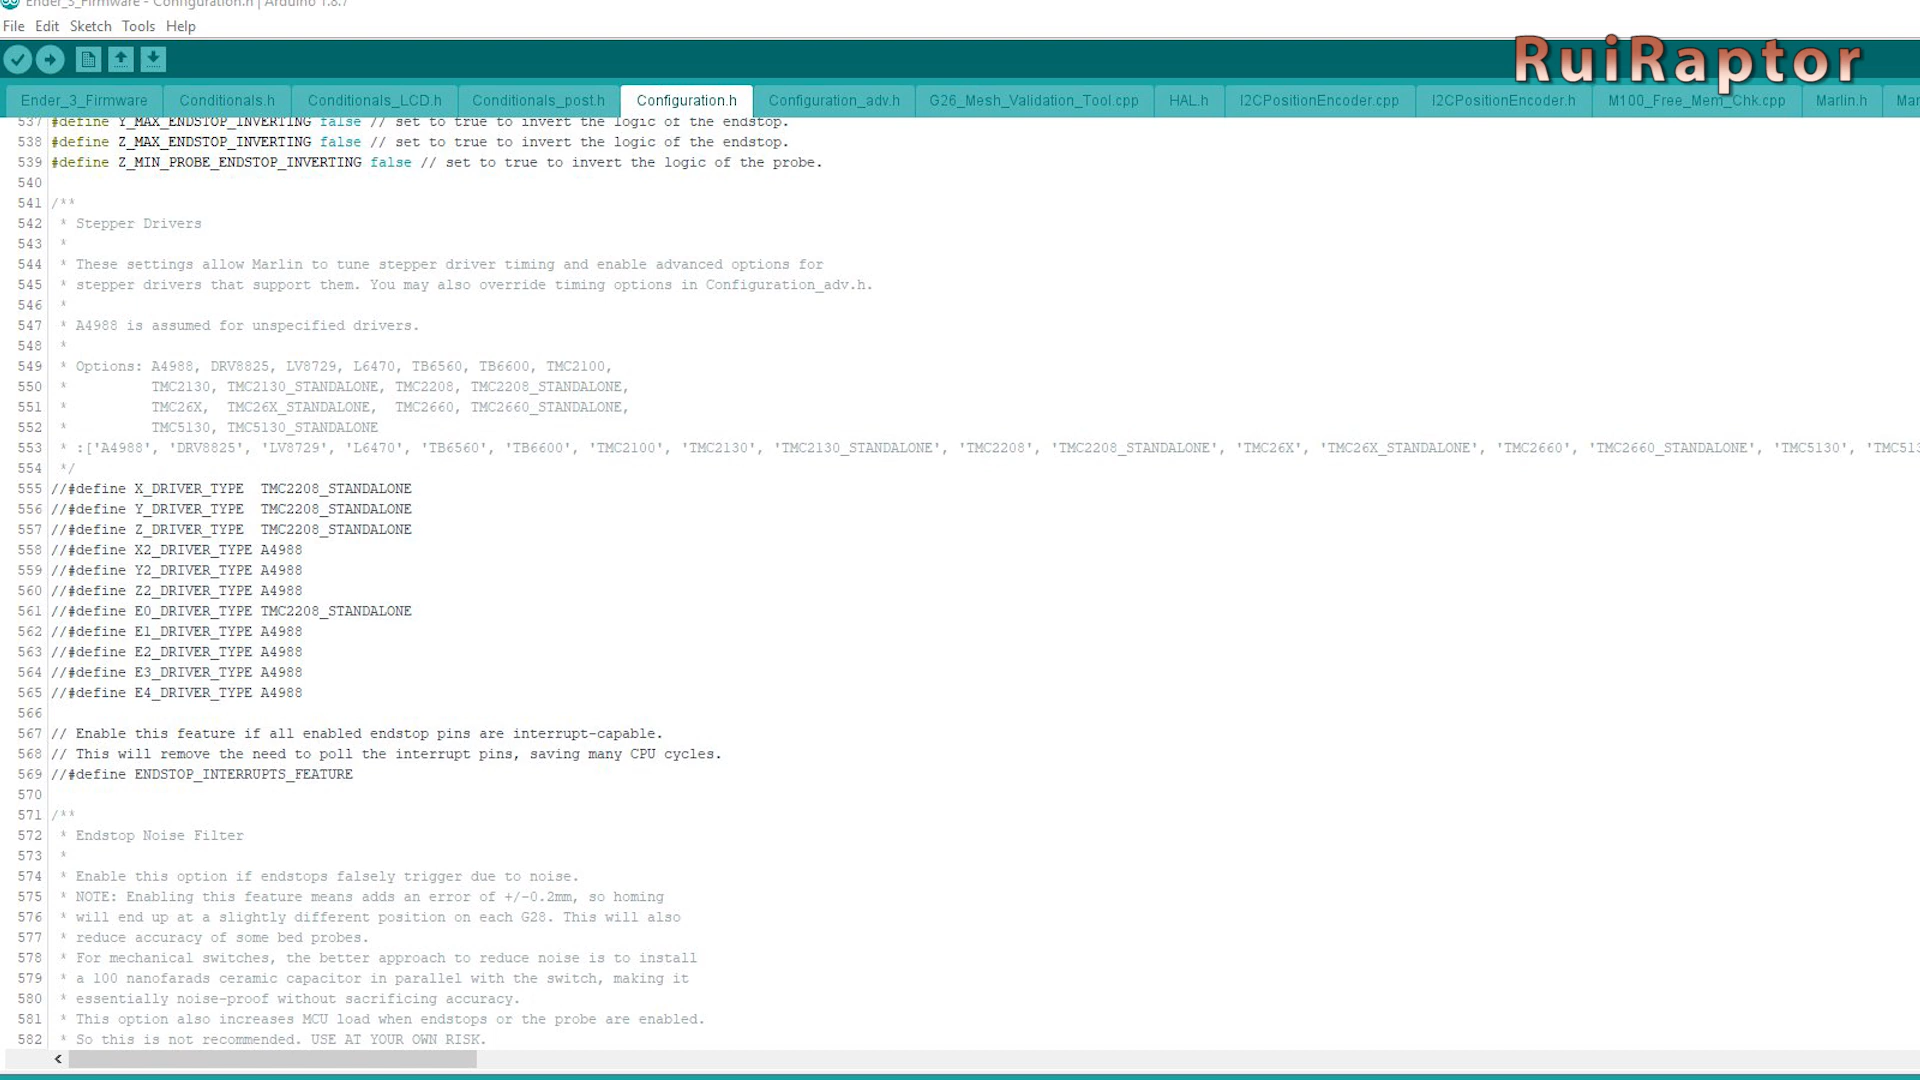 Ender_3_Firmware - Configuration.h | Arduino 1.8.7
File Edit Sketch Tools Help
RuiRaptor
Ender_3_Firmware Conditionals.h Conditionals_LCD.h Conditionals_post.h Configuration.h Configuration_adv.h G26_Mesh_Validation_Tool.cpp HAL.h I2CPositionEncoder.cpp I2CPositionEncoder.h M100_Free_Mem_Chk.cpp Marlin.h Mar
537 #define Y_MAX_ENDSTOP_INVERTING false // set to true to invert the logic of the endstop.
538 #define Z_MAX_ENDSTOP_INVERTING false // set to true to invert the logic of the endstop.
539 #define Z_MIN_PROBE_ENDSTOP_INVERTING false // set to true to invert the logic of the probe.
540
541 /**
542  * Stepper Drivers
543  *
544  * These settings allow Marlin to tune stepper driver timing and enable advanced options for
545  * stepper drivers that support them. You may also override timing options in Configuration_adv.h.
546  *
547  * A4988 is assumed for unspecified drivers.
548  *
549  * Options: A4988, DRV8825, LV8729, L6470, TB6560, TB6600, TMC2100,
550  *          TMC2130, TMC2130_STANDALONE, TMC2208, TMC2208_STANDALONE,
551  *          TMC26X,  TMC26X_STANDALONE,  TMC2660, TMC2660_STANDALONE,
552  *          TMC5130, TMC5130_STANDALONE
553  * :['A4988', 'DRV8825', 'LV8729', 'L6470', 'TB6560', 'TB6600', 'TMC2100', 'TMC2130', 'TMC2130_STANDALONE', 'TMC2208', 'TMC2208_STANDALONE', 'TMC26X', 'TMC26X_STANDALONE', 'TMC2660', 'TMC2660_STANDALONE', 'TMC5130', 'TMC513
554  */
555 //#define X_DRIVER_TYPE  TMC2208_STANDALONE
556 //#define Y_DRIVER_TYPE  TMC2208_STANDALONE
557 //#define Z_DRIVER_TYPE  TMC2208_STANDALONE
558 //#define X2_DRIVER_TYPE A4988
559 //#define Y2_DRIVER_TYPE A4988
560 //#define Z2_DRIVER_TYPE A4988
561 //#define E0_DRIVER_TYPE TMC2208_STANDALONE
562 //#define E1_DRIVER_TYPE A4988
563 //#define E2_DRIVER_TYPE A4988
564 //#define E3_DRIVER_TYPE A4988
565 //#define E4_DRIVER_TYPE A4988
566
567 // Enable this feature if all enabled endstop pins are interrupt-capable.
568 // This will remove the need to poll the interrupt pins, saving many CPU cycles.
569 //#define ENDSTOP_INTERRUPTS_FEATURE
570
571 /**
572  * Endstop Noise Filter
573  *
574  * Enable this option if endstops falsely trigger due to noise.
575  * NOTE: Enabling this feature means adds an error of +/-0.2mm, so homing
576  * will end up at a slightly different position on each G28. This will also
577  * reduce accuracy of some bed probes.
578  * For mechanical switches, the better approach to reduce noise is to install
579  * a 100 nanofarads ceramic capacitor in parallel with the switch, making it
580  * essentially noise-proof without sacrificing accuracy.
581  * This option also increases MCU load when endstops or the probe are enabled.
582  * So this is not recommended. USE AT YOUR OWN RISK.